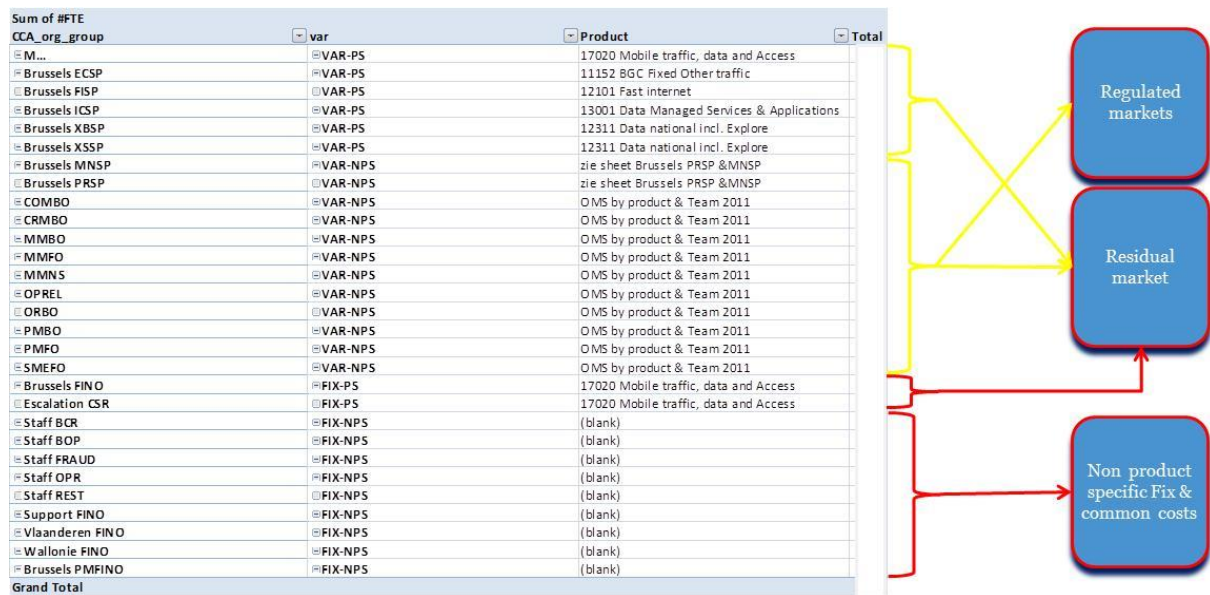 Sum of #FTE
CCA_org_group var Product Total
M... VAR-PS 17020 Mobile traffic, data and Access
Brussels ECSP VAR-PS 11152 BGC Fixed Other traffic
Brussels FISP VAR-PS 12101 Fast internet
Brussels ICSP VAR-PS 13001 Data Managed Services & Applications
Brussels XBSP VAR-PS 12311 Data national incl. Explore
Brussels XSSP VAR-PS 12311 Data national incl. Explore
Brussels MNSP VAR-NPS zie sheet Brussels PRSP &MNSP
Brussels PRSP VAR-NPS zie sheet Brussels PRSP &MNSP
COMBO VAR-NPS OMS by product & Team 2011
CRMBO VAR-NPS OMS by product & Team 2011
MMBO VAR-NPS OMS by product & Team 2011
MMFO VAR-NPS OMS by product & Team 2011
MMNS VAR-NPS OMS by product & Team 2011
OPREL VAR-NPS OMS by product & Team 2011
ORBO VAR-NPS OMS by product & Team 2011
PMBO VAR-NPS OMS by product & Team 2011
PMFO VAR-NPS OMS by product & Team 2011
SMEFO VAR-NPS OMS by product & Team 2011
Brussels FINO FIX-PS 17020 Mobile traffic, data and Access
Escalation CSR FIX-PS 17020 Mobile traffic, data and Access
Staff BCR FIX-NPS (blank)
Staff BOP FIX-NPS (blank)
Staff FRAUD FIX-NPS (blank)
Staff OPR FIX-NPS (blank)
Staff REST FIX-NPS (blank)
Support FINO FIX-NPS (blank)
Vlaanderen FINO FIX-NPS (blank)
Wallonie FINO FIX-NPS (blank)
Brussels PMFINO FIX-NPS (blank)
Grand Total
Regulated
markets
Residual
market
Non product
specific Fix &
common costs